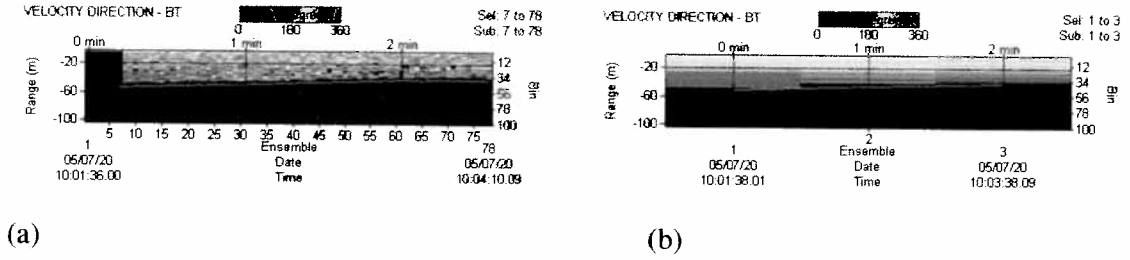 VELOCITY DIRECTION - BT
0 180 360
Sel: 7 to 78
Sub: 7 to 78
0 min 1 min 2 min
Range (m)
-20
-60
-100
12
34
56
78
100
Bin
5 10 15 20 25 30 35 40 45 50 55 60 65 70 75
1 Ensemble 78
05/07/20 Date 05/07/20
10:01:36.00 Time 10:04:10.09
(a)
VELOCITY DIRECTION - BT
0 180 360
Sel: 1 to 3
Sub: 1 to 3
0 min 1 min 2 min
Range (m)
-20
-60
-100
12
34
56
78
100
Bin
1 2 3
Ensemble
05/07/20 Date 05/07/20
10:01:38.01 Time 10:03:38.09
(b)